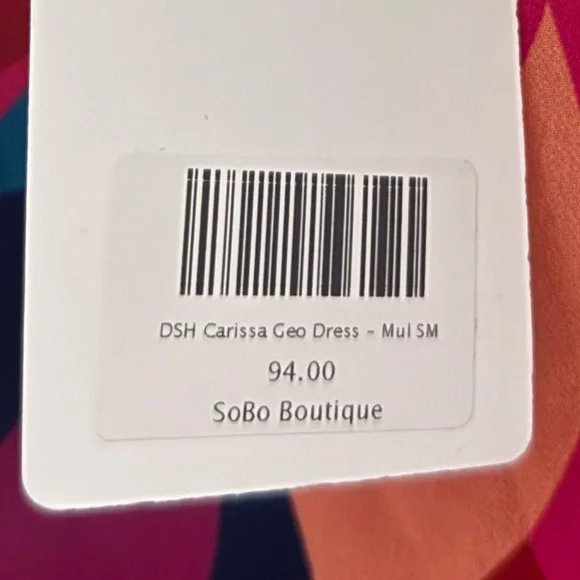 DSH Carissa Geo Dress - Mul SM
94.00
SoBo Boutique